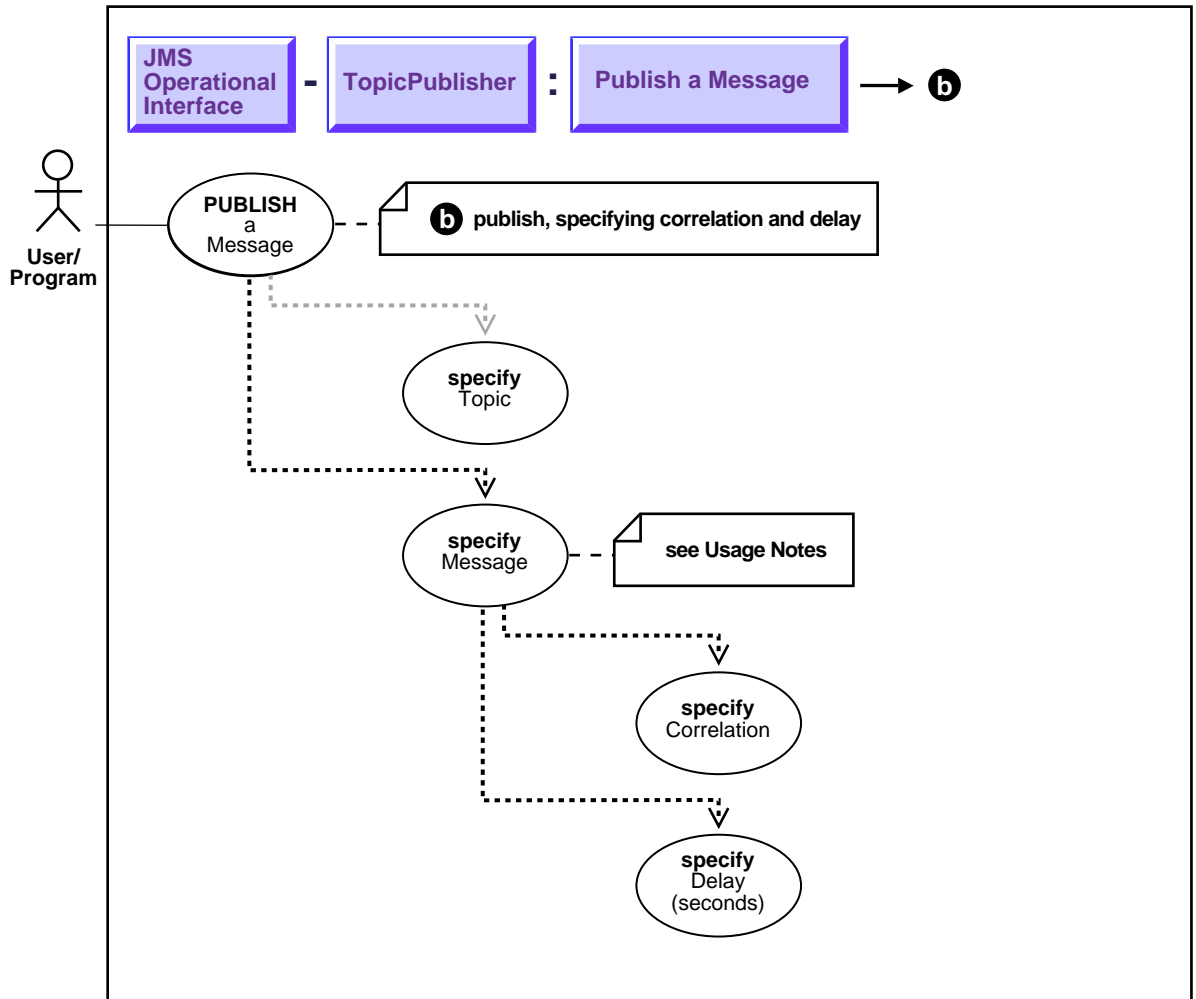 JMS
Operational
Interface
-
TopicPublisher
:
Publish a Message
b
PUBLISH
a
Message
b publish, specifying correlation and delay
User/
Program
specify
Topic
specify
Message
see Usage Notes
specify
Correlation
specify
Delay
(seconds)